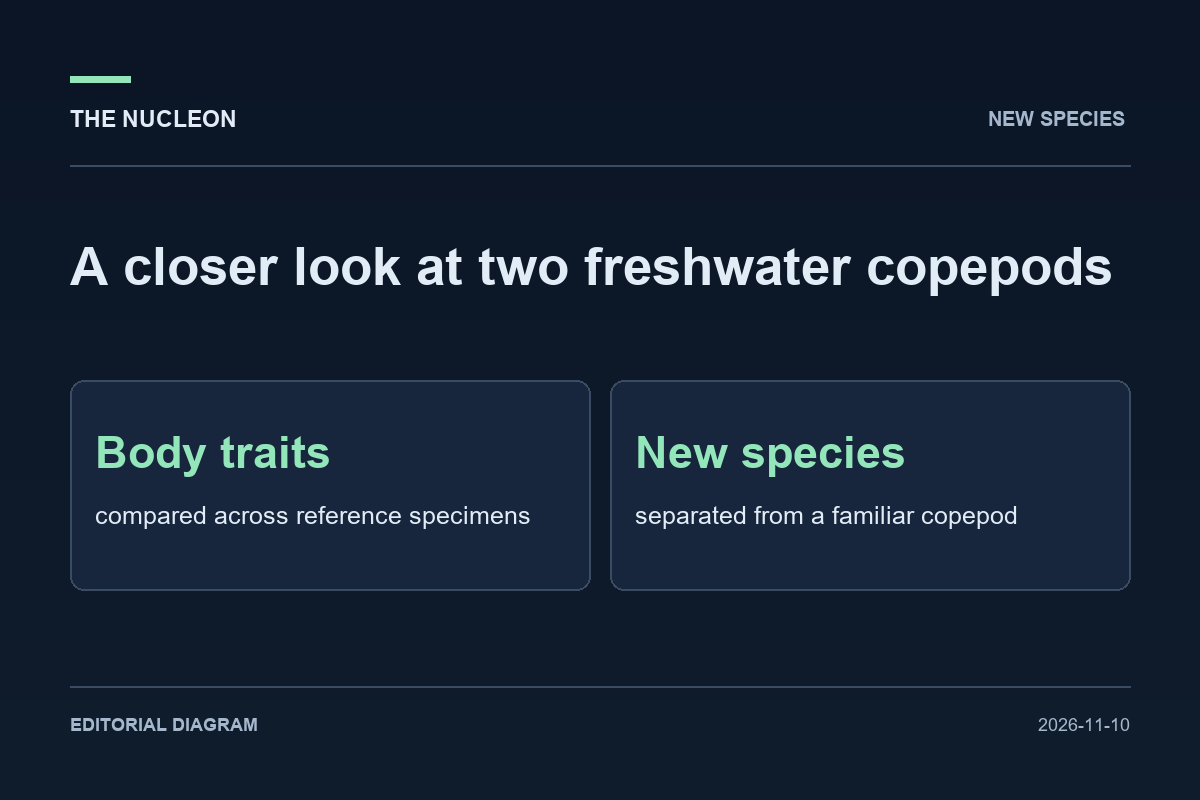 THE NUCLEON
NEW SPECIES
A closer look at two freshwater copepods
Body traits
compared across reference specimens
New species
separated from a familiar copepod
EDITORIAL DIAGRAM
2026-11-10